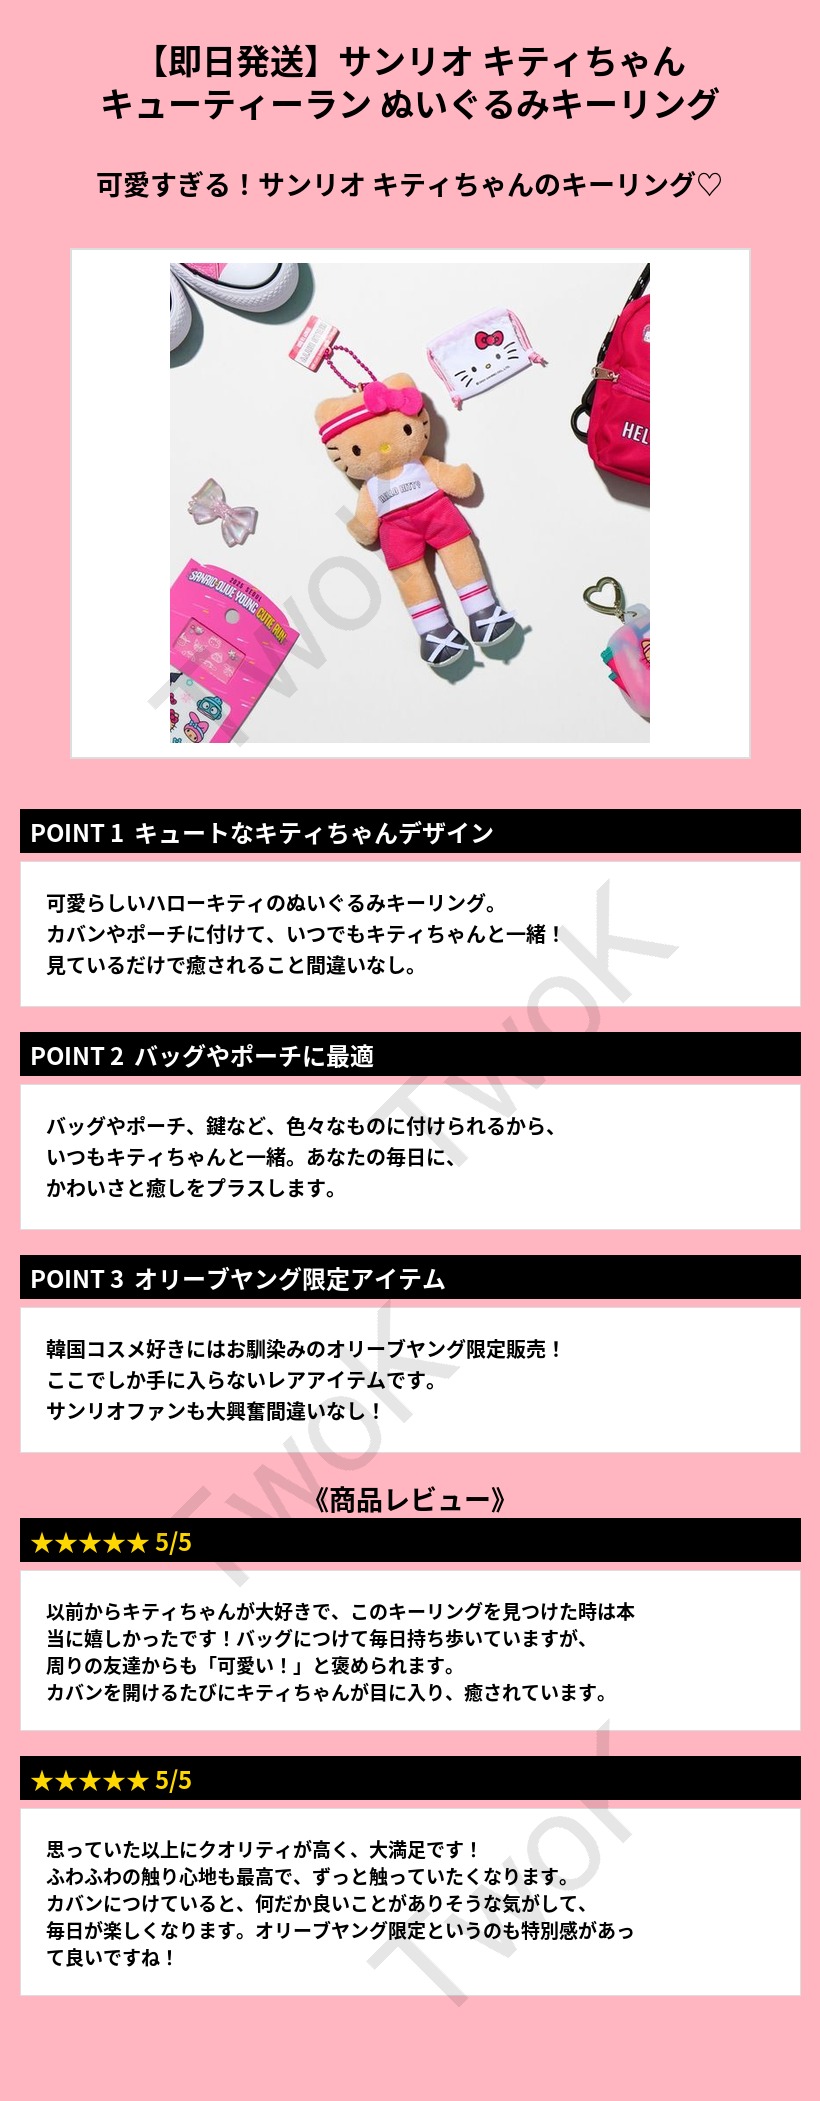 【即日発送】サンリオ キティちゃん
キューティーラン ぬいぐるみキーリング
可愛すぎる！サンリオ キティちゃんのキーリング♡
HELLO KITTY
HEL
2025 SEOUL
SANRIO·OLIVE YOUNG CUTIE RUN
TwoK
POINT 1 キュートなキティちゃんデザイン
可愛らしいハローキティのぬいぐるみキーリング。
カバンやポーチに付けて、いつでもキティちゃんと一緒！
見ているだけで癒されること間違いなし。
TwoK
POINT 2 バッグやポーチに最適
バッグやポーチ、鍵など、色々なものに付けられるから、
いつもキティちゃんと一緒。あなたの毎日に、
かわいさと癒しをプラスします。
POINT 3 オリーブヤング限定アイテム
韓国コスメ好きにはお馴染みのオリーブヤング限定販売！
ここでしか手に入らないレアアイテムです。
サンリオファンも大興奮間違いなし！
TwoK
《商品レビュー》
★★★★★ 5/5
以前からキティちゃんが大好きで、このキーリングを見つけた時は本
当に嬉しかったです！バッグにつけて毎日持ち歩いていますが、
周りの友達からも「可愛い！」と褒められます。
カバンを開けるたびにキティちゃんが目に入り、癒されています。
★★★★★ 5/5
思っていた以上にクオリティが高く、大満足です！
ふわふわの触り心地も最高で、ずっと触っていたくなります。
カバンにつけていると、何だか良いことがありそうな気がして、
毎日が楽しくなります。オリーブヤング限定というのも特別感があっ
て良いですね！
TwoK